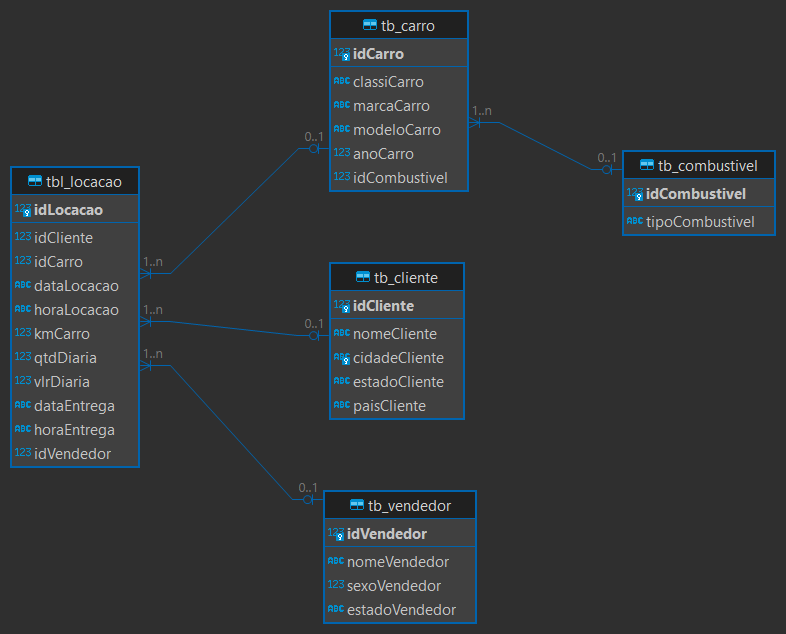 tb_carro
123 idCarro
ABC classiCarro
ABC marcaCarro
ABC modeloCarro
123 anoCarro
123 idCombustivel
1..n
0..1
tb_combustivel
123 idCombustivel
ABC tipoCombustivel
0..1
tbl_locacao
123 idLocacao
123 idCliente
123 idCarro
ABC dataLocacao
ABC horaLocacao
123 kmCarro
123 qtdDiaria
123 vlrDiaria
ABC dataEntrega
ABC horaEntrega
123 idVendedor
1..n
1..n
1..n
tb_cliente
123 idCliente
ABC nomeCliente
ABC cidadeCliente
ABC estadoCliente
ABC paisCliente
0..1
0..1
tb_vendedor
123 idVendedor
ABC nomeVendedor
123 sexoVendedor
ABC estadoVendedor